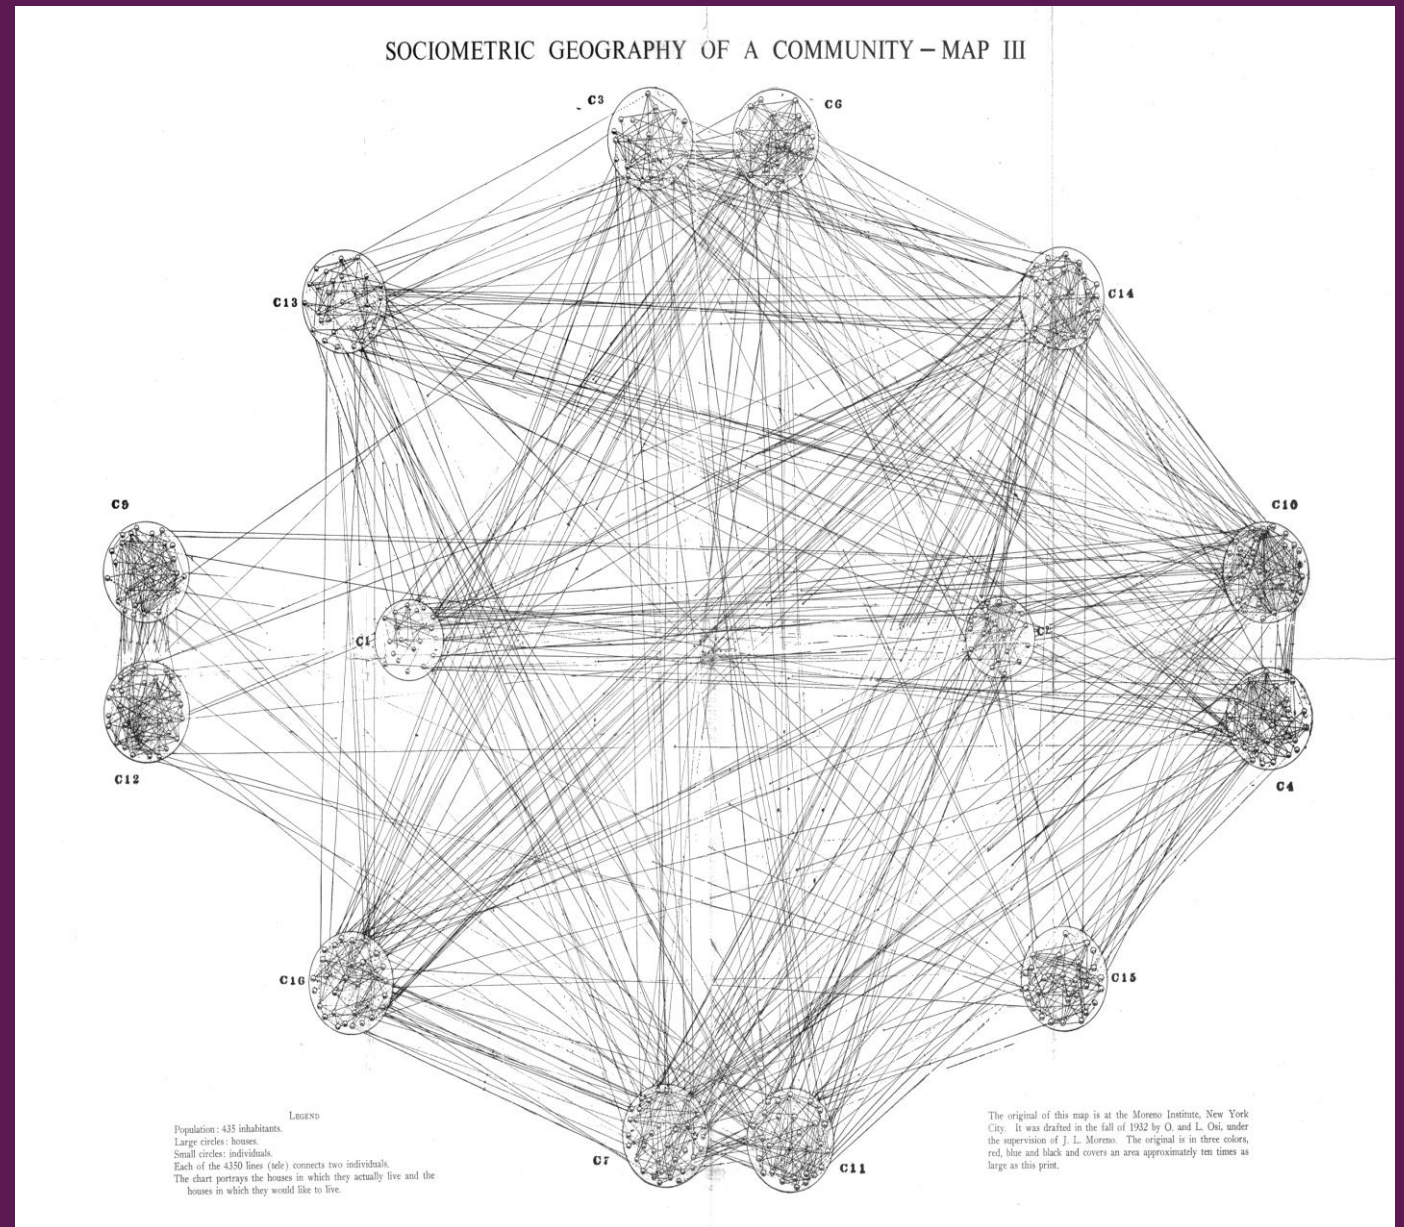 SOCIOMETRIC GEOGRAPHY OF A COMMUNITY – MAP III
C3
C6
C13
C14
C9
C10
C1
C2
C12
C4
C16
C15
C7
C11
LEGEND
Population : 435 inhabitants.
Large circles : houses.
Small circles : individuals.
Each of the 4350 lines (tele) connects two individuals.
The chart portrays the houses in which they actually live and the
houses in which they would like to live.
The original of this map is at the Moreno Institute, New York
City. It was drafted in the fall of 1932 by O. and L. Osi, under
the supervision of J. L. Moreno. The original is in three colors,
red, blue and black and covers an area approximately ten times as
large as this print.